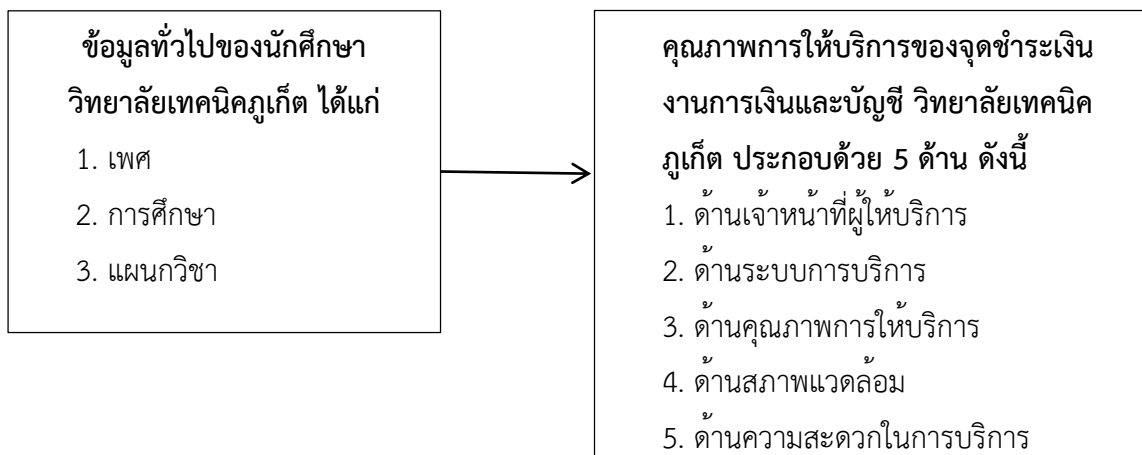 ข้อมูลทั่วไปของนักศึกษา
วิทยาลัยเทคนิคภูเก็ต ได้แก่
1. เพศ
2. การศึกษา
3. แผนกวิชา
คุณภาพการให้บริการของจุดชำระเงิน
งานการเงินและบัญชี วิทยาลัยเทคนิค
ภูเก็ต ประกอบด้วย 5 ด้าน ดังนี้
1. ด้านเจ้าหน้าที่ผู้ให้บริการ
2. ด้านระบบการบริการ
3. ด้านคุณภาพการให้บริการ
4. ด้านสภาพแวดล้อม
5. ด้านความสะดวกในการบริการ